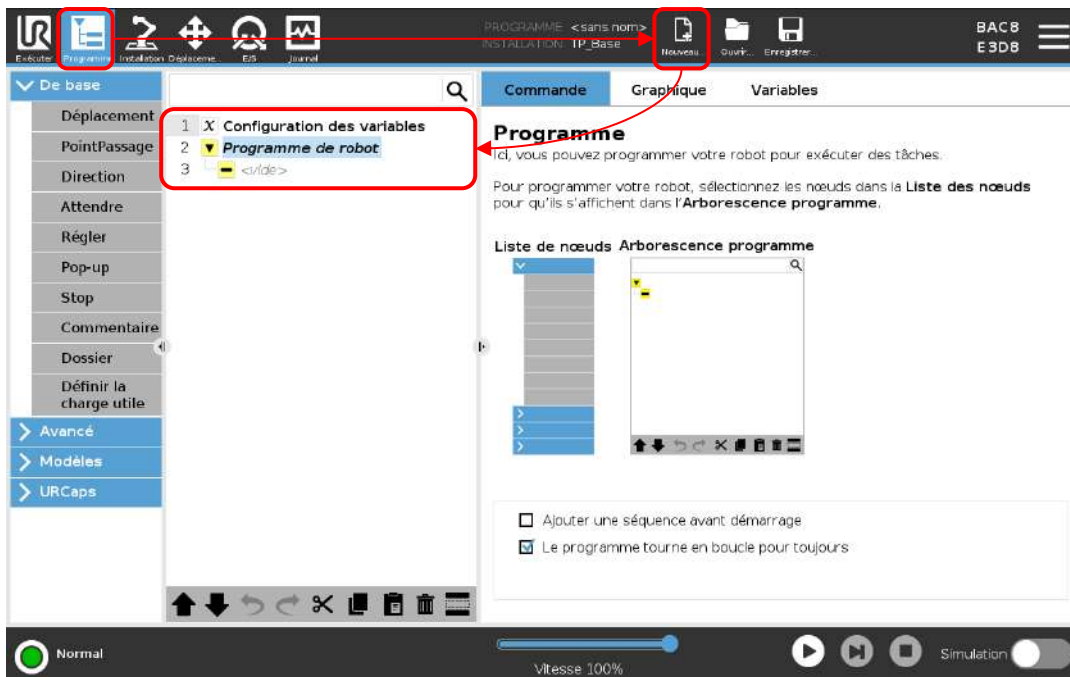 UR
Exécuter
Programme
Installation
Déplaceme...
E/S
Journal
PROGRAMME <sans nom>
INSTALLATION TP_Base
Nouveau...
Ouvrir...
Enregistrer...
BAC8
E3D8
De base
Déplacement
PointPassage
Direction
Attendre
Régler
Pop-up
Stop
Commentaire
Dossier
Définir la
charge utile
Avancé
Modèles
URCaps
1 X Configuration des variables
2 Programme de robot
3 <vide>
Commande Graphique Variables
Programme
Ici, vous pouvez programmer votre robot pour exécuter des tâches.
Pour programmer votre robot, sélectionnez les nœuds dans la Liste des nœuds
pour qu'ils s'affichent dans l'Arborescence programme.
Liste de nœuds Arborescence programme
Ajouter une séquence avant démarrage
Le programme tourne en boucle pour toujours
Normal
Vitesse 100%
Simulation